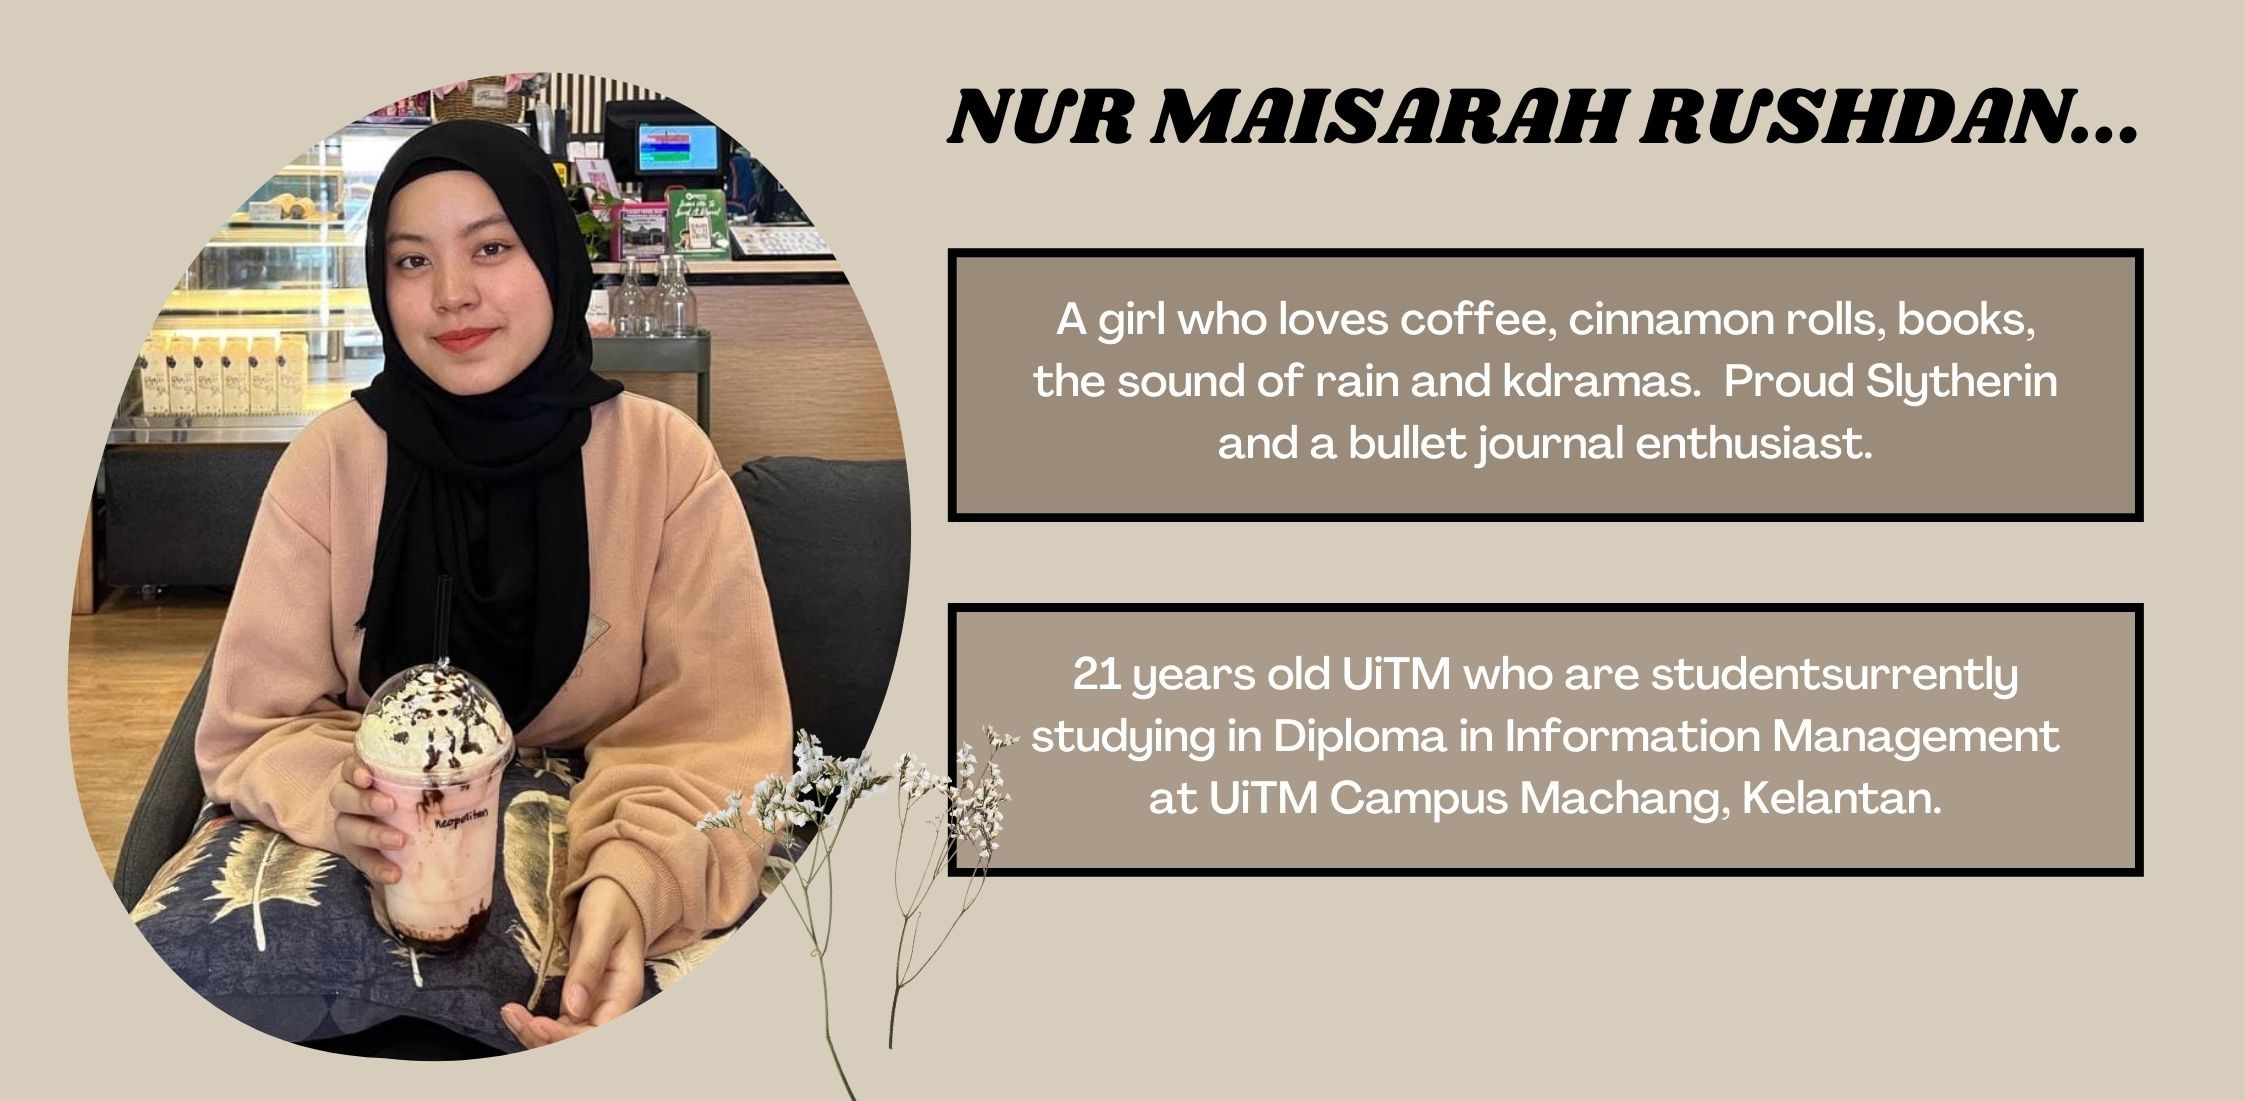 NUR MAISARAH RUSHDAN...
A girl who loves coffee, cinnamon rolls, books,
the sound of rain and kdramas. Proud Slytherin
and a bullet journal enthusiast.
21 years old UiTM who are studentsurrently
studying in Diploma in Information Management
at UiTM Campus Machang, Kelantan.
neopolitan